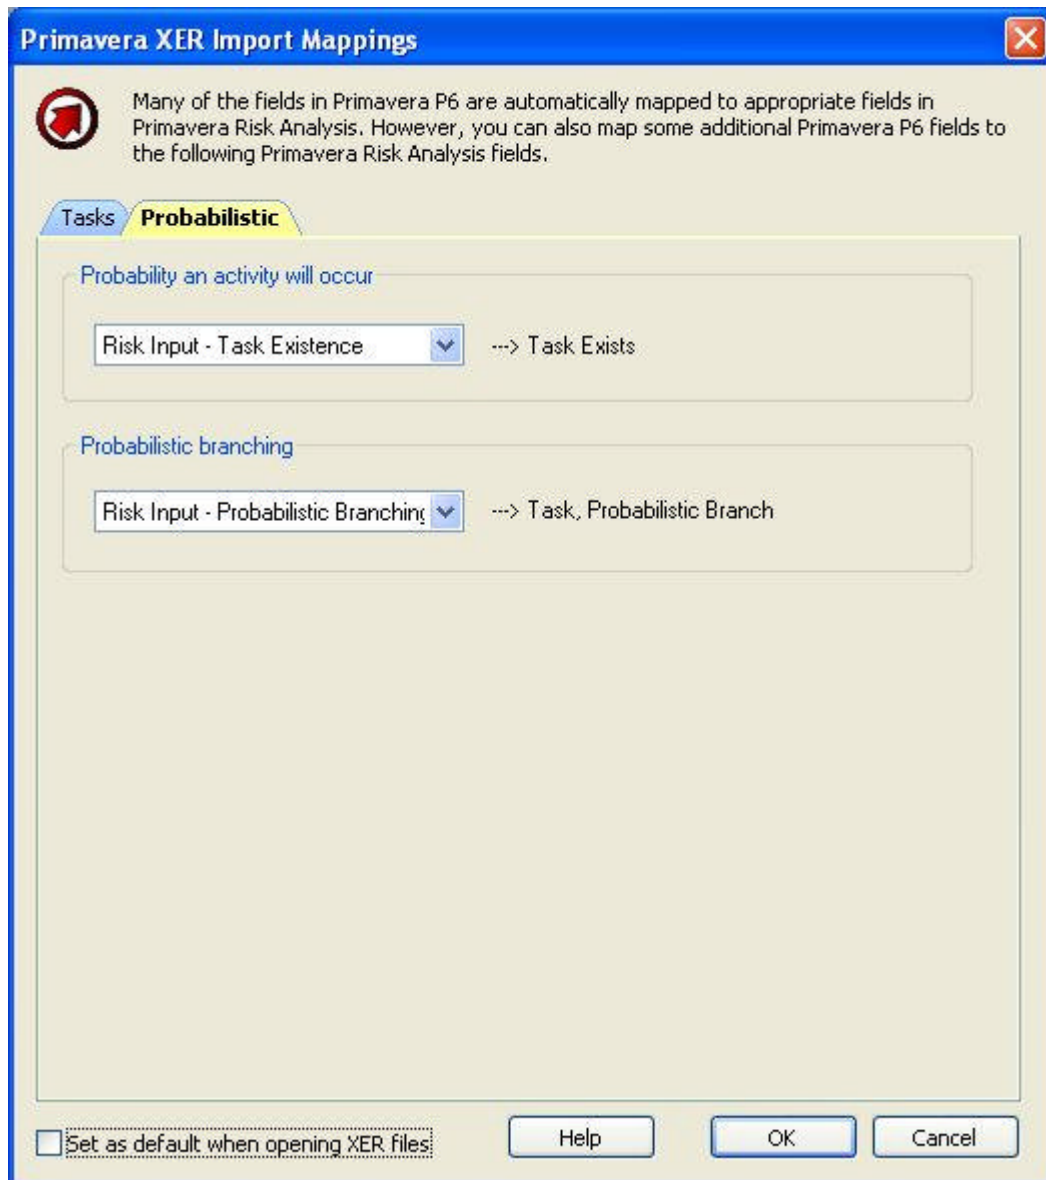 Primavera XER Import Mappings
Many of the fields in Primavera P6 are automatically mapped to appropriate fields in
Primavera Risk Analysis. However, you can also map some additional Primavera P6 fields to
the following Primavera Risk Analysis fields.
Tasks Probabilistic
Probability an activity will occur
Risk Input - Task Existence ---> Task Exists
Probabilistic branching
Risk Input - Probabilistic Branching ---> Task, Probabilistic Branch
Set as default when opening XER files Help OK Cancel